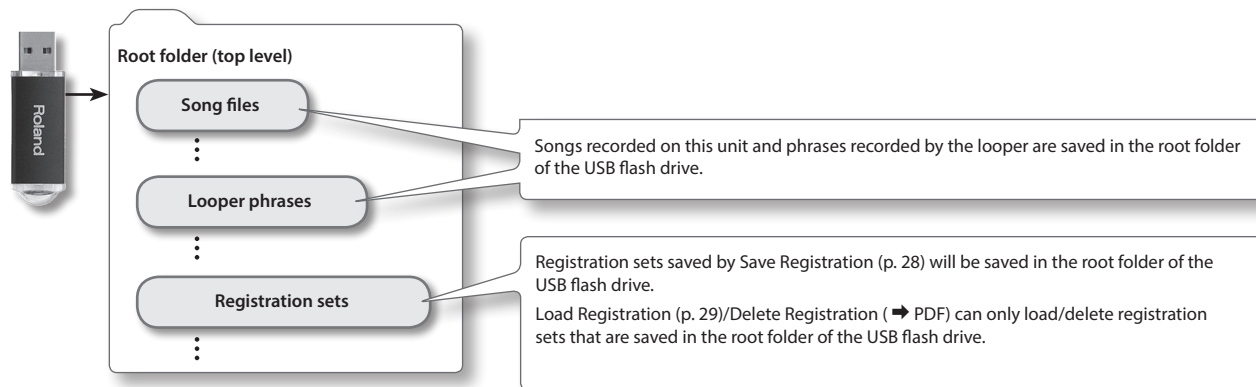 Root folder (top level)
Song files
Looper phrases
Registration sets
Roland
Songs recorded on this unit and phrases recorded by the looper are saved in the root folder
of the USB flash drive.
Registration sets saved by Save Registration (p. 28) will be saved in the root folder of the
USB flash drive.
Load Registration (p. 29)/Delete Registration ( ➡ PDF) can only load/delete registration
sets that are saved in the root folder of the USB flash drive.